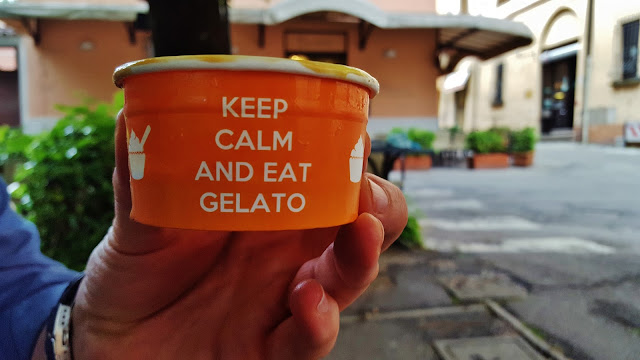 KEEP
CALM
AND EAT
GELATO